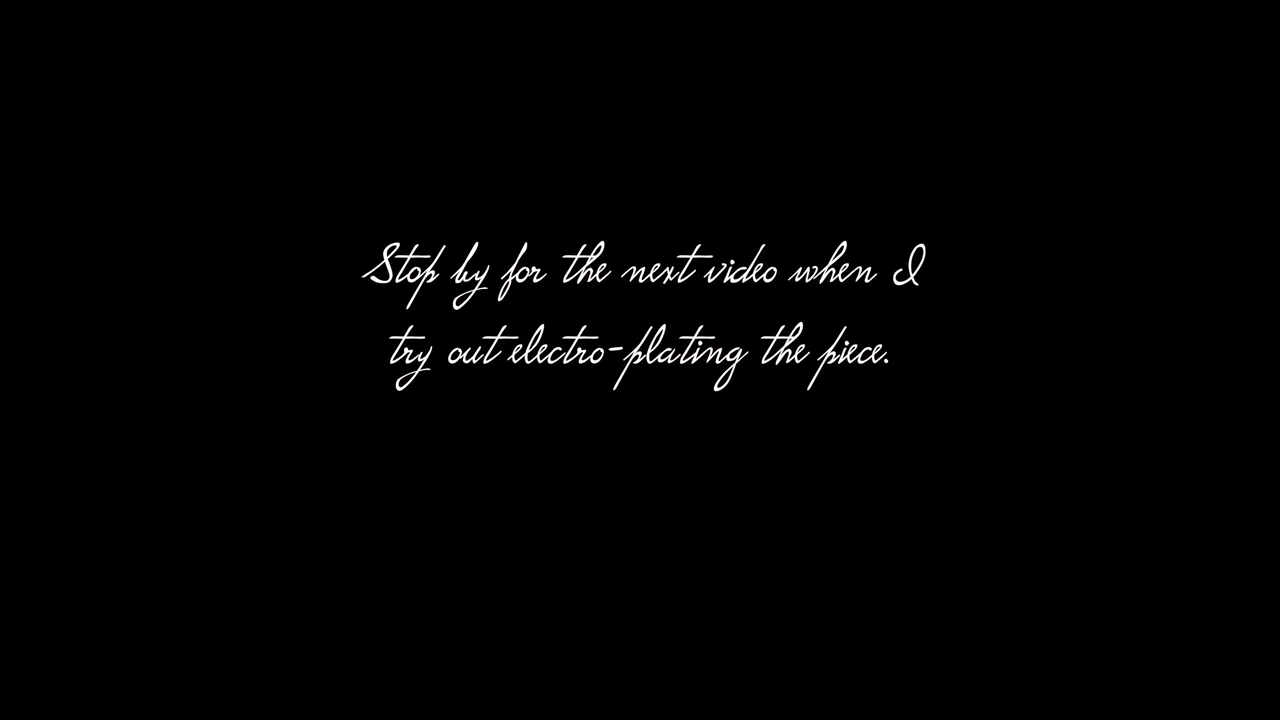 Stop by for the next video when I
try out electro-plating the piece.